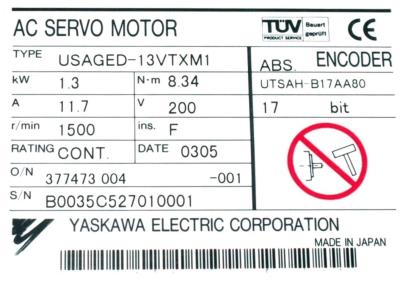 AC SERVO MOTOR
TÜV
PRODUCT SERVICE
Bauart
geprüft
CE
TYPE USAGED-13VTXM1
kW 1.3 N·m 8.34
A 11.7 V 200
r/min 1500 ins. F
RATING CONT. DATE 0305
O/N 377473 004 -001
S/N B0035C527010001
ABS. ENCODER
UTSAH-B17AA80
17 bit
YASKAWA ELECTRIC CORPORATION
MADE IN JAPAN